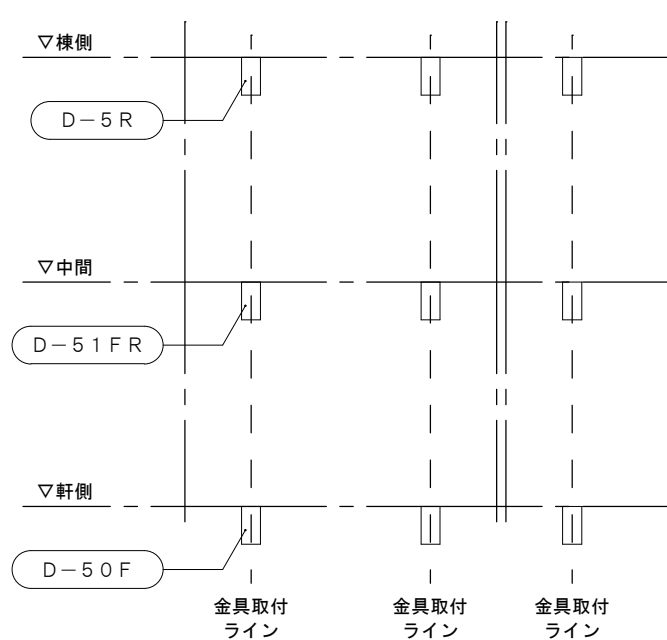 ▽棟側
D－5R
▽中間
D－51FR
▽軒側
D－50F
金具取付
ライン
金具取付
ライン
金具取付
ライン